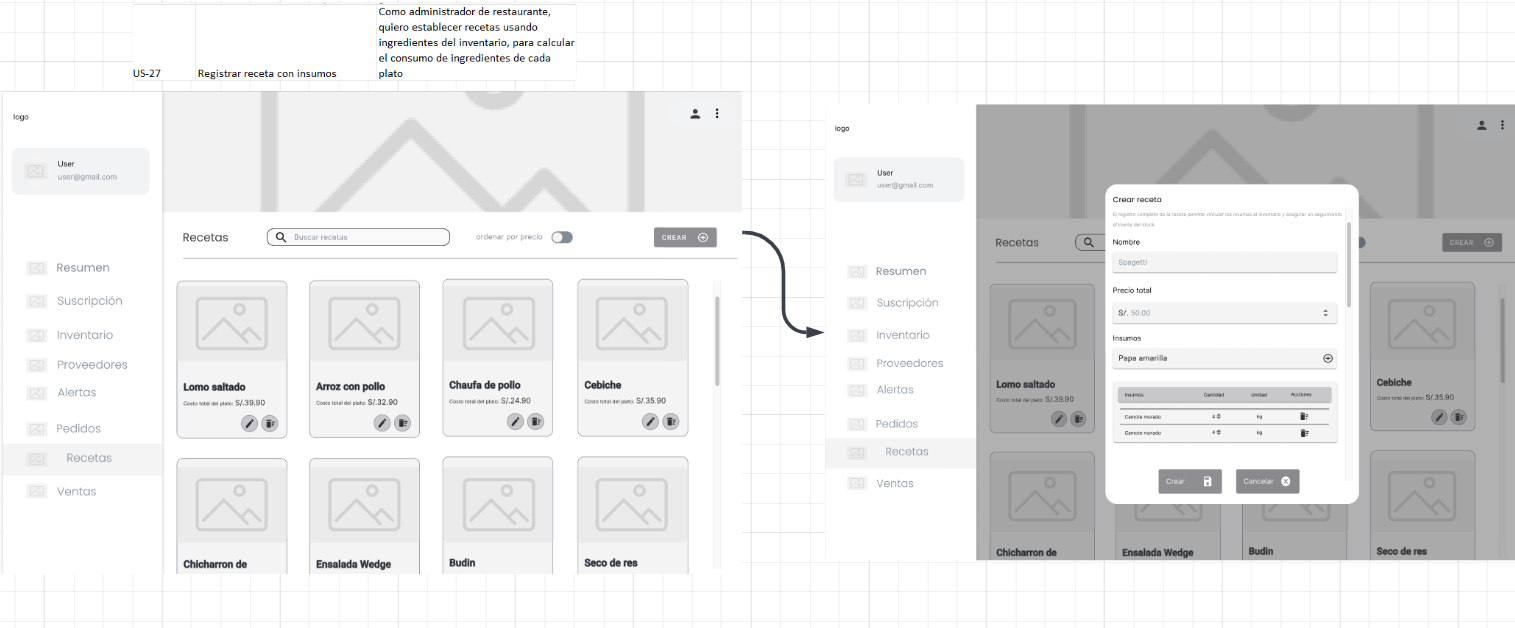 Como administrador de restaurante,
quiero establecer recetas usando
ingredientes del inventario, para calcular
el consumo de ingredientes de cada
US-27 Registrar receta con insumos plato
logo
User
user@gmail.com
Resumen
Suscripción
Inventario
Proveedores
Alertas
Pedidos
Recetas
Ventas
Recetas Buscar recetas ordenar por precio CREAR
Lomo saltado
Costo total del plato: S/.39.90
Arroz con pollo
Costo total del plato: S/.32.90
Chaufa de pollo
Costo total del plato: S/.24.90
Cebiche
Costo total del plato: S/.35.90
Chicharron de
Ensalada Wedge
Budin
Seco de res
logo
User
user@gmail.com
Resumen
Suscripción
Inventario
Proveedores
Alertas
Pedidos
Recetas
Ventas
Recetas CREAR
Lomo saltado
Costo total del plato: S/.39.90
Cebiche
Costo total del plato: S/.35.90
Chicharron de
Ensalada Wedge
Budin
Seco de res
Crear receta
El registro completo de la receta permite vincular los insumos al inventario y asegurar un seguimiento
eficiente del stock.
Nombre
Spagetti
Precio total
S/. 50.00
Insumos
Papa amarilla
Insumos Cantidad Unidad Acciones
Camote morado 4 kg
Camote morado 4 kg
Crear Cancelar